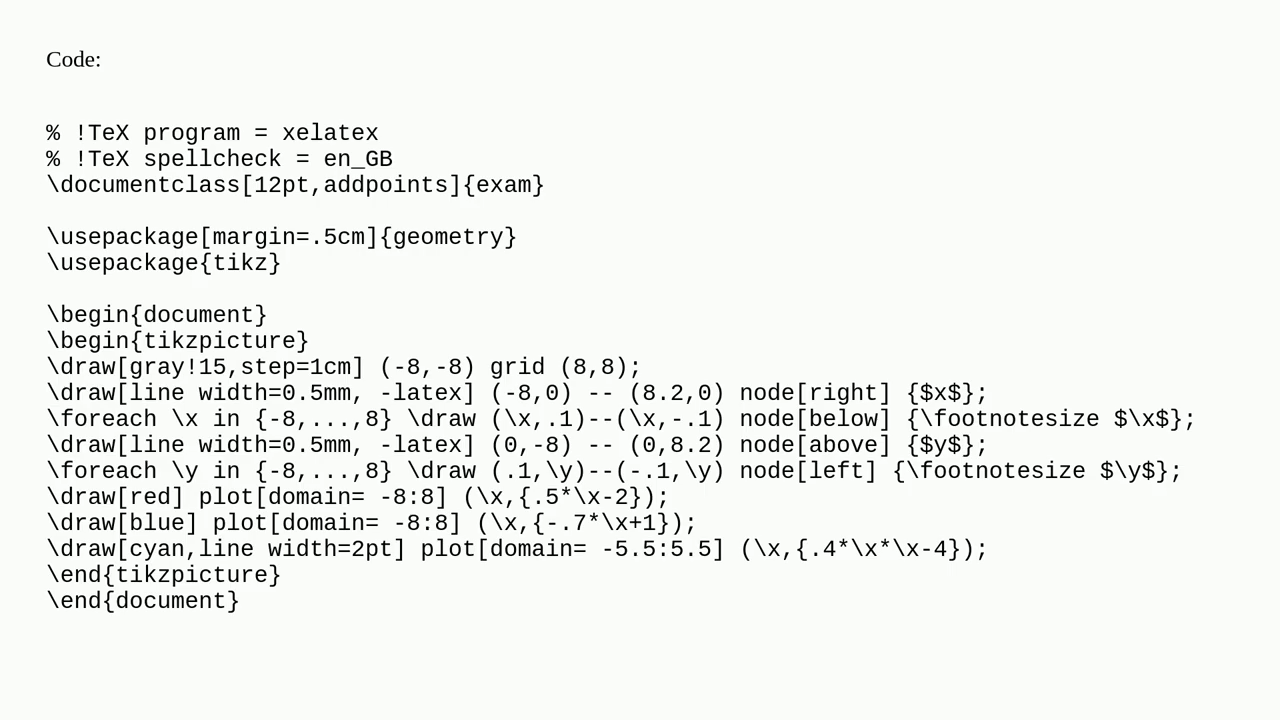 Code:
% !TeX program = xelatex
% !TeX spellcheck = en_GB
\documentclass[12pt,addpoints]{exam}
\usepackage[margin=.5cm]{geometry}
\usepackage{tikz}
\begin{document}
\begin{tikzpicture}
\draw[gray!15,step=1cm] (-8,-8) grid (8,8);
\draw[line width=0.5mm, -latex] (-8,0) -- (8.2,0) node[right] {$x$};
\foreach \x in {-8,...,8} \draw (\x,.1)--(\x,-.1) node[below] {\footnotesize $\x$};
\draw[line width=0.5mm, -latex] (0,-8) -- (0,8.2) node[above] {$y$};
\foreach \y in {-8,...,8} \draw (.1,\y)--(-.1,\y) node[left] {\footnotesize $\y$};
\draw[red] plot[domain= -8:8] (\x,{.5*\x-2});
\draw[blue] plot[domain= -8:8] (\x,{-.7*\x+1});
\draw[cyan,line width=2pt] plot[domain= -5.5:5.5] (\x,{.4*\x*\x-4});
\end{tikzpicture}
\end{document}